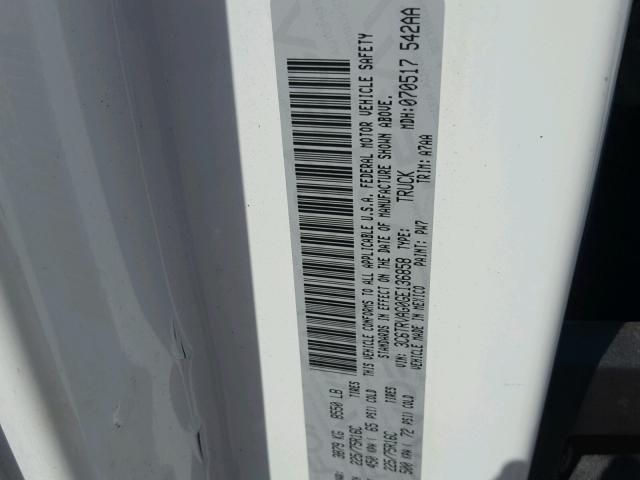 3879 KG 8550 LB
225/75R16C TIRES
450 KPA/ 65 PSI/ COLD
225/75R16C TIRES
500 KPA/ 72 PSI/ COLD
THIS VEHICLE CONFORMS TO ALL APPLICABLE U.S.A. FEDERAL MOTOR VEHICLE SAFETY
STANDARDS IN EFFECT ON THE DATE OF MANUFACTURE SHOWN ABOVE.
VIN: 3C6TRVAG0GE136858 TYPE: TRUCK MDH:070517 542AA
VEHICLE MADE IN MEXICO PAINT: PW7 TRIM: A7AA